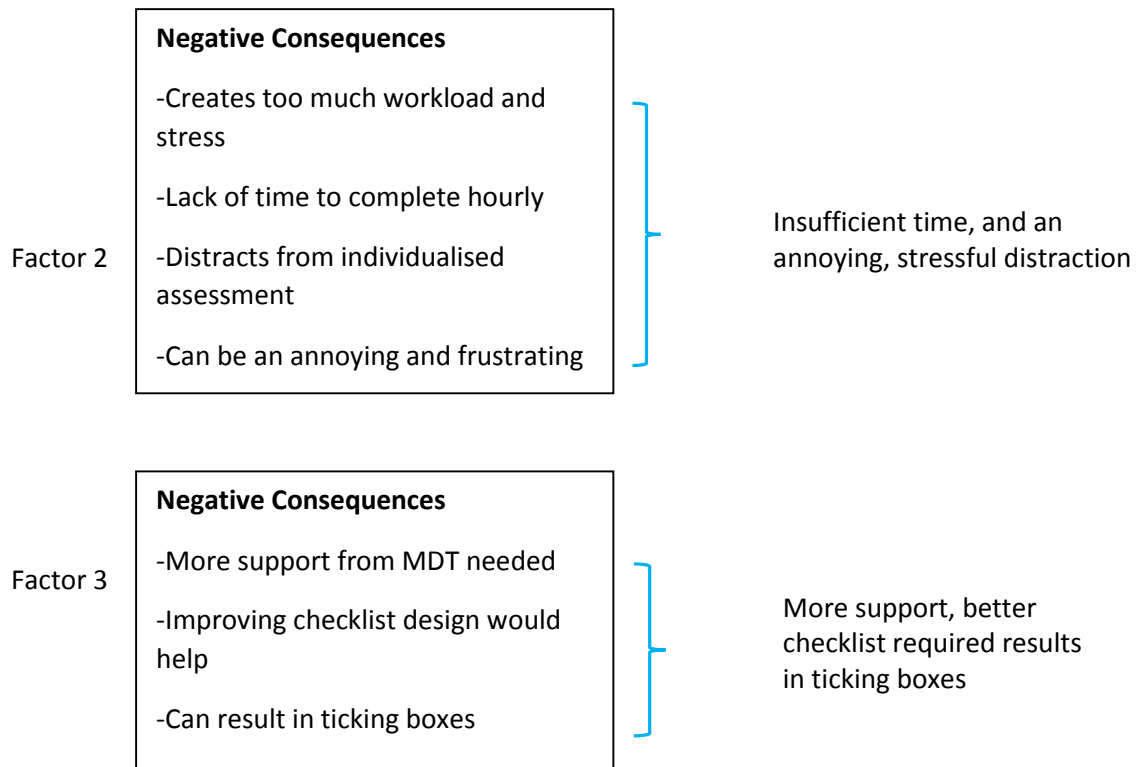 Negative Consequences
-Creates too much workload and
stress
-Lack of time to complete hourly
-Distracts from individualised
assessment
-Can be an annoying and frustrating
Factor 2
Insufficient time, and an
annoying, stressful distraction
Negative Consequences
-More support from MDT needed
-Improving checklist design would
help
-Can result in ticking boxes
Factor 3
More support, better
checklist required results
in ticking boxes